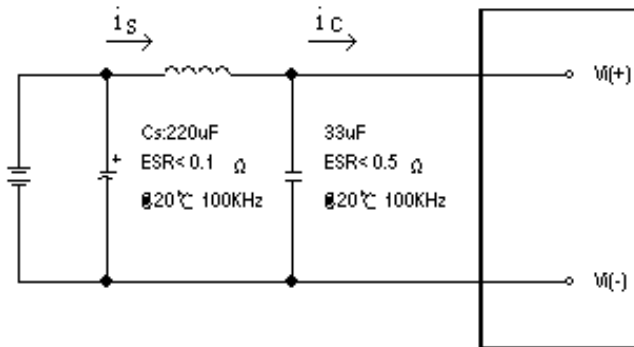 is
ic
Vi(+)
Cs:220uF
ESR< 0.1 Ω
@20℃ 100KHz
+
33uF
ESR< 0.5 Ω
@20℃ 100KHz
Vi(-)